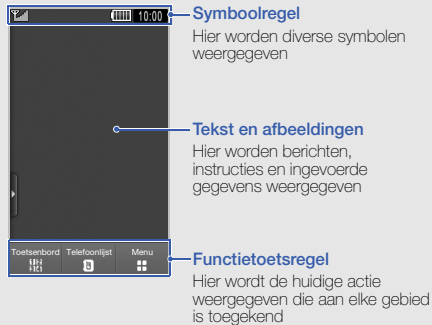 10:00
Symboolregel
Hier worden diverse symbolen
weergegeven
Tekst en afbeeldingen
Hier worden berichten,
instructies en ingevoerde
gegevens weergegeven
Toetsenbord Telefoonlijst Menu
Functietoetsregel
Hier wordt de huidige actie
weergegeven die aan elke gebied
is toegekend